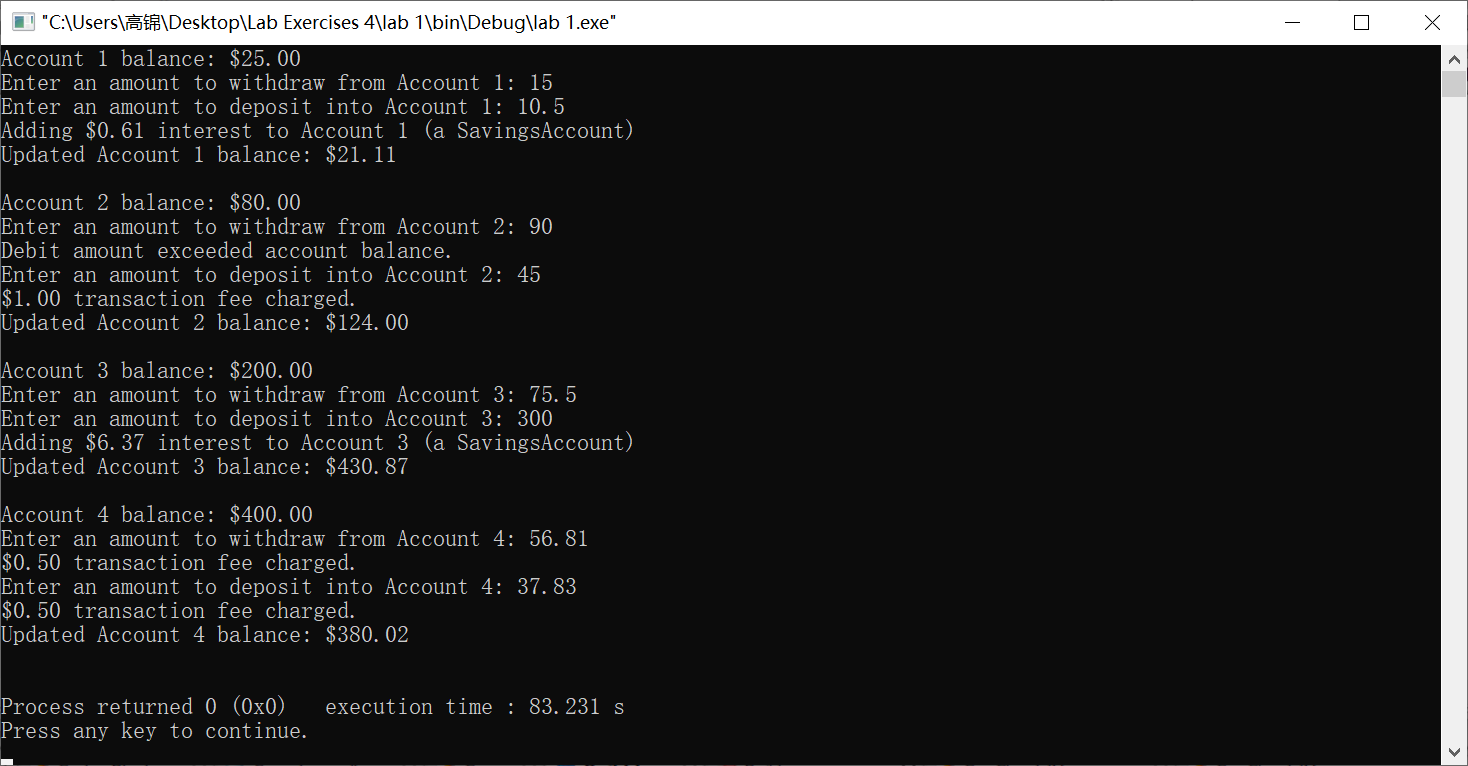 "C:\Users\高锦\Desktop\Lab Exercises 4\lab 1\bin\Debug\lab 1.exe"
Account 1 balance: $25.00
Enter an amount to withdraw from Account 1: 15
Enter an amount to deposit into Account 1: 10.5
Adding $0.61 interest to Account 1 (a SavingsAccount)
Updated Account 1 balance: $21.11
Account 2 balance: $80.00
Enter an amount to withdraw from Account 2: 90
Debit amount exceeded account balance.
Enter an amount to deposit into Account 2: 45
$1.00 transaction fee charged.
Updated Account 2 balance: $124.00
Account 3 balance: $200.00
Enter an amount to withdraw from Account 3: 75.5
Enter an amount to deposit into Account 3: 300
Adding $6.37 interest to Account 3 (a SavingsAccount)
Updated Account 3 balance: $430.87
Account 4 balance: $400.00
Enter an amount to withdraw from Account 4: 56.81
$0.50 transaction fee charged.
Enter an amount to deposit into Account 4: 37.83
$0.50 transaction fee charged.
Updated Account 4 balance: $380.02
Process returned 0 (0x0)   execution time : 83.231 s
Press any key to continue.